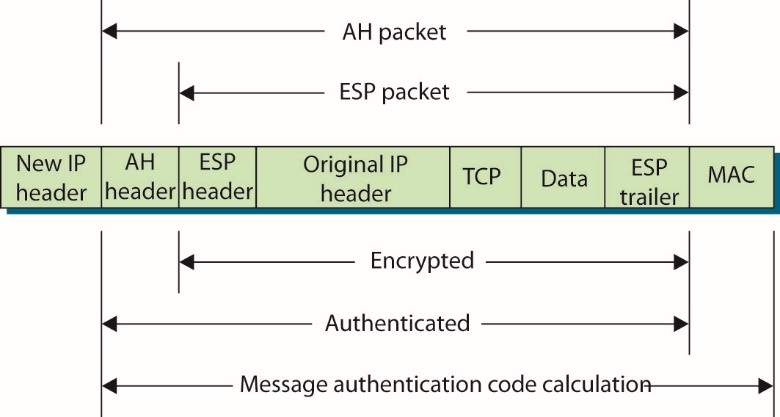 AH packet
ESP packet
New IP
header
AH
header
ESP
header
Original IP
header
TCP
Data
ESP
trailer
MAC
Encrypted
Authenticated
Message authentication code calculation